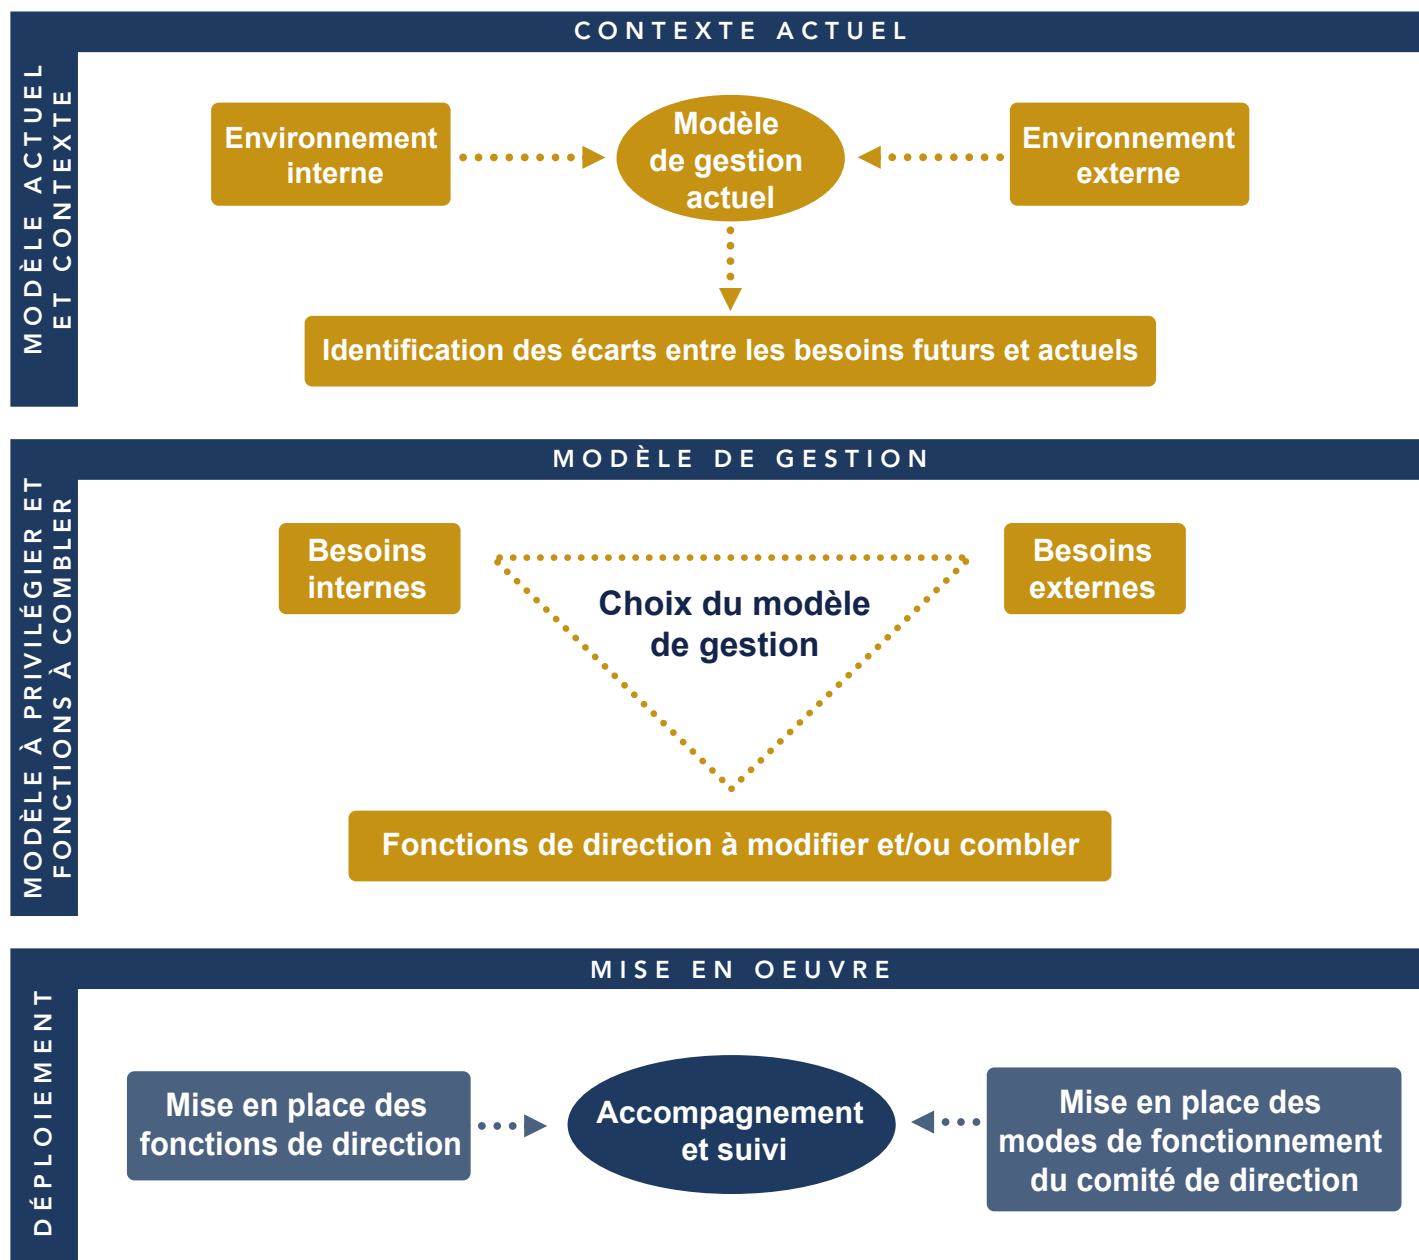 CONTEXTE ACTUEL
MODÈLE ACTUEL
ET CONTEXTE
Environnement
interne
Modèle
de gestion
actuel
Environnement
externe
Identification des écarts entre les besoins futurs et actuels
MODÈLE DE GESTION
MODÈLE À PRIVILÉGIER ET
FONCTIONS À COMBLER
Besoins
internes
Choix du modèle
de gestion
Besoins
externes
Fonctions de direction à modifier et/ou combler
MISE EN OEUVRE
DÉPLOIEMENT
Mise en place des
fonctions de direction
Accompagnement
et suivi
Mise en place des
modes de fonctionnement
du comité de direction